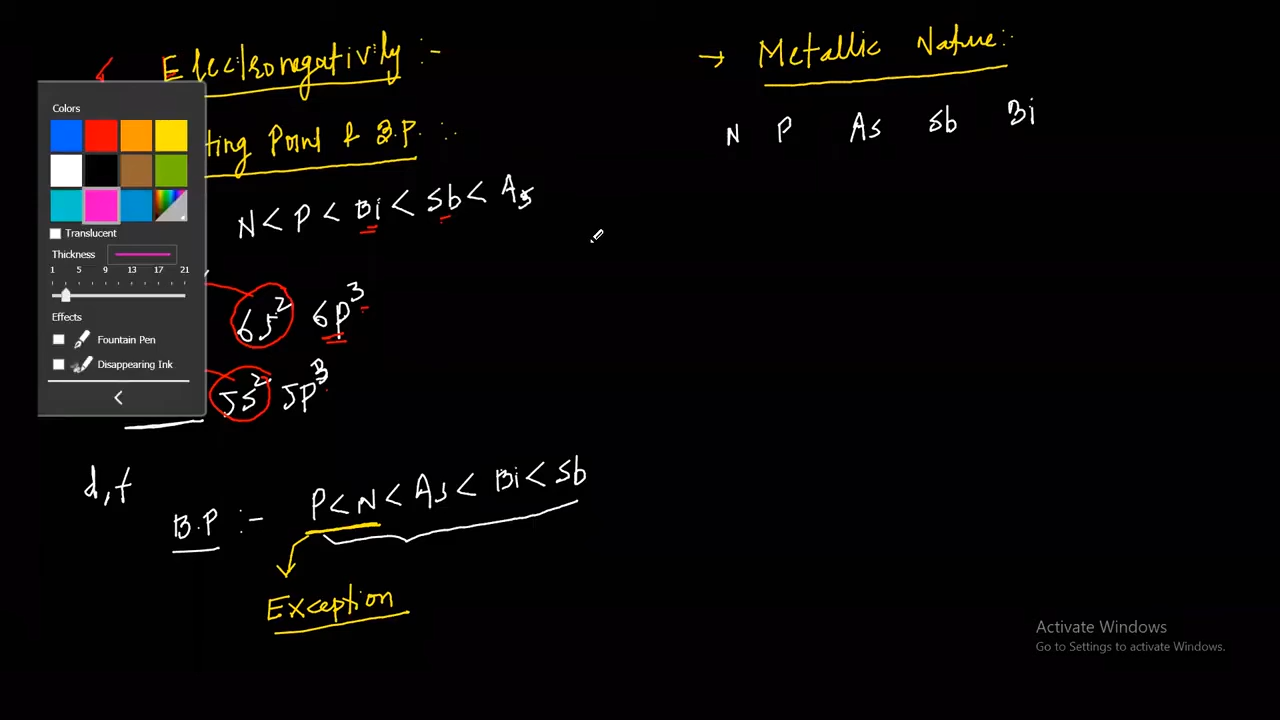 Electronegativity :-
ting Point & B.P. :-
N < P < Bi < Sb < As
6s² 6p³
5s² 5p³
d, f
B.P :- P < N < As < Bi < Sb
Exception
→ Metallic Nature :-
N P As Sb Bi
Colors
Translucent
Thickness
1 5 9 13 17 21
Effects
Fountain Pen
Disappearing Ink
<
Activate Windows
Go to Settings to activate Windows.